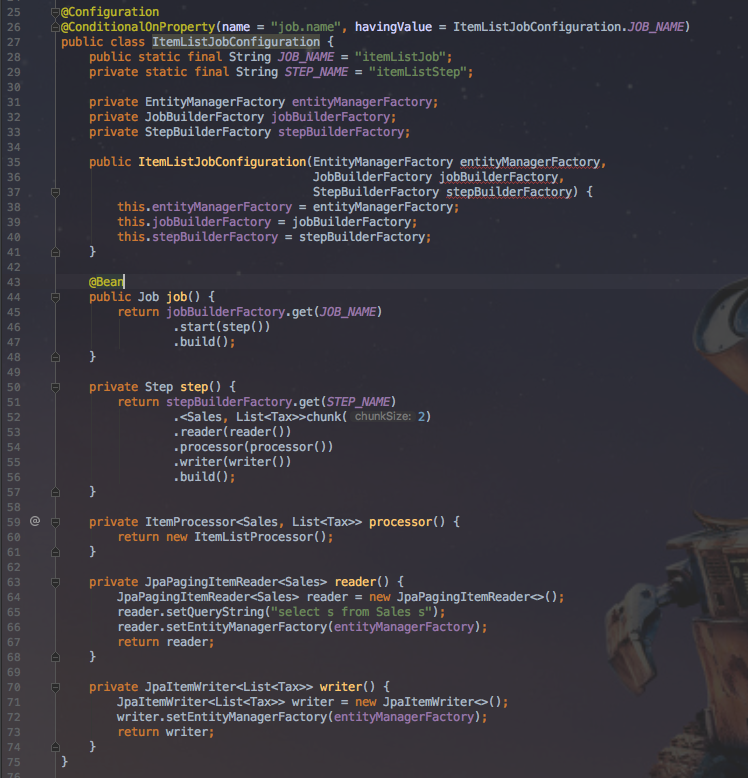 25 @Configuration
26 @ConditionalOnProperty(name = "job.name", havingValue = ItemListJobConfiguration.JOB_NAME)
27 public class ItemListJobConfiguration {
28     public static final String JOB_NAME = "itemListJob";
29     private static final String STEP_NAME = "itemListStep";
30
31     private EntityManagerFactory entityManagerFactory;
32     private JobBuilderFactory jobBuilderFactory;
33     private StepBuilderFactory stepBuilderFactory;
34
35     public ItemListJobConfiguration(EntityManagerFactory entityManagerFactory,
36                                     JobBuilderFactory jobBuilderFactory,
37                                     StepBuilderFactory stepBuilderFactory) {
38         this.entityManagerFactory = entityManagerFactory;
39         this.jobBuilderFactory = jobBuilderFactory;
40         this.stepBuilderFactory = stepBuilderFactory;
41     }
42
43     @Bean
44     public Job job() {
45         return jobBuilderFactory.get(JOB_NAME)
46                 .start(step())
47                 .build();
48     }
49
50     private Step step() {
51         return stepBuilderFactory.get(STEP_NAME)
52                 .<Sales, List<Tax>>chunk( chunkSize: 2)
53                 .reader(reader())
54                 .processor(processor())
55                 .writer(writer())
56                 .build();
57     }
58
59 @   private ItemProcessor<Sales, List<Tax>> processor() {
60         return new ItemListProcessor();
61     }
62
63     private JpaPagingItemReader<Sales> reader() {
64         JpaPagingItemReader<Sales> reader = new JpaPagingItemReader<>();
65         reader.setQueryString("select s from Sales s");
66         reader.setEntityManagerFactory(entityManagerFactory);
67         return reader;
68     }
69
70     private JpaItemWriter<List<Tax>> writer() {
71         JpaItemWriter<List<Tax>> writer = new JpaItemWriter<>();
72         writer.setEntityManagerFactory(entityManagerFactory);
73         return writer;
74     }
75 }